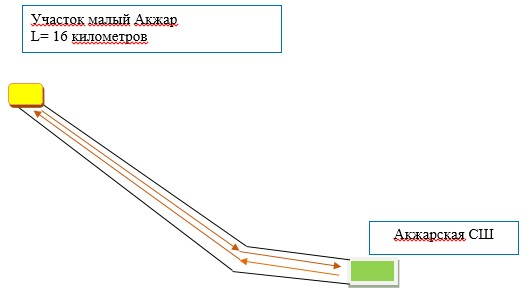 Участок малый Акжар
L= 16 километров
Акжарская СШ